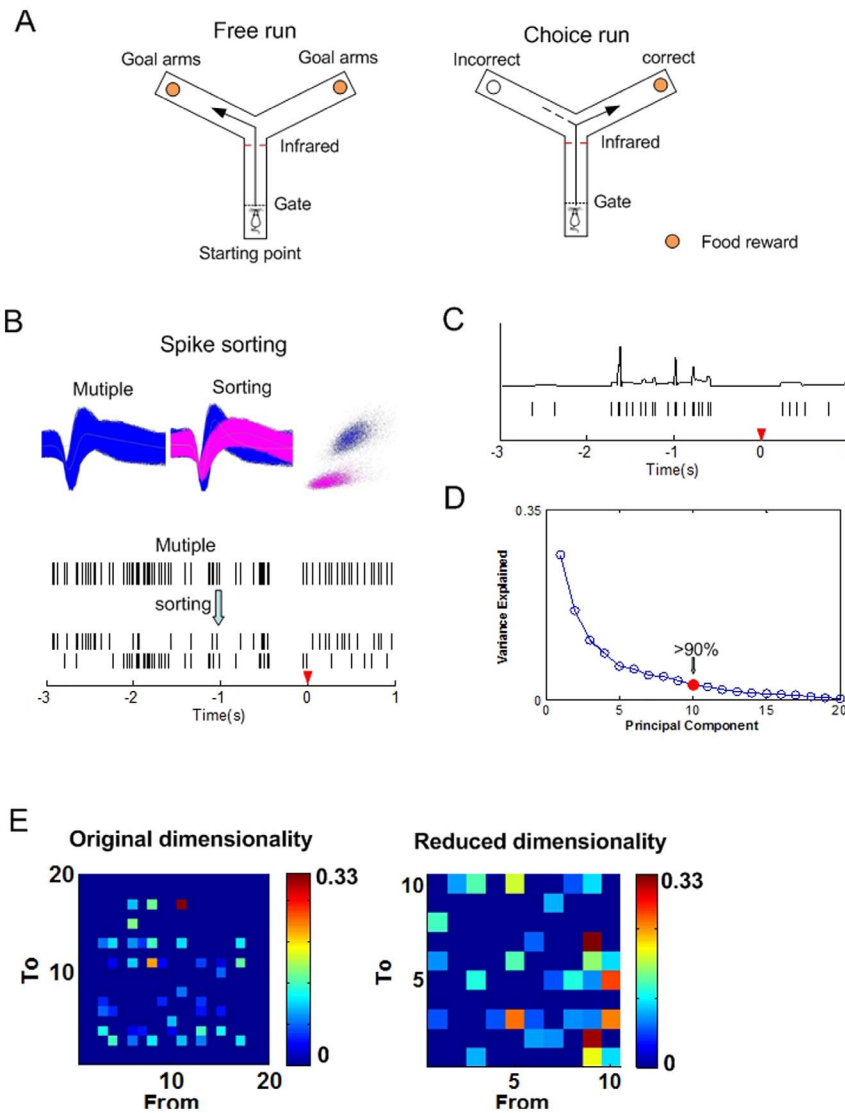 A
Free run
Choice run
Goal arms
Goal arms
Incorrect
correct
Infrared
Infrared
Gate
Gate
Starting point
Food reward
B
Spike sorting
Mutiple
Sorting
Mutiple
sorting
-3 -2 -1 0 1
Time(s)
C
-3 -2 -1 0
Time(s)
D
0.35
Variance Explained
>90%
0
0 5 10 15 20
Principal Component
E
Original dimensionality
Reduced dimensionality
20
0.33
10
0.33
To
10
To
5
0
0
10 20
5 10
From
From